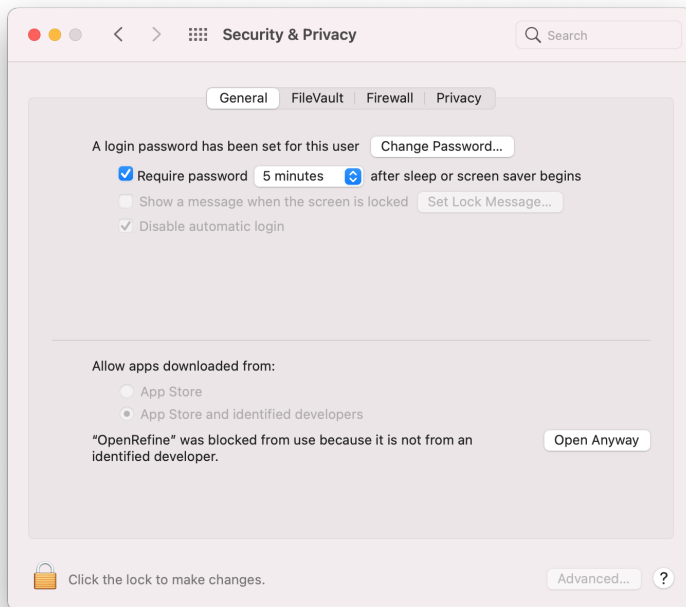 Security & Privacy
Search
General FileVault Firewall Privacy
A login password has been set for this user Change Password...
Require password 5 minutes after sleep or screen saver begins
Show a message when the screen is locked Set Lock Message...
Disable automatic login
Allow apps downloaded from:
App Store
App Store and identified developers
“OpenRefine” was blocked from use because it is not from an Open Anyway
identified developer.
Click the lock to make changes. Advanced... ?